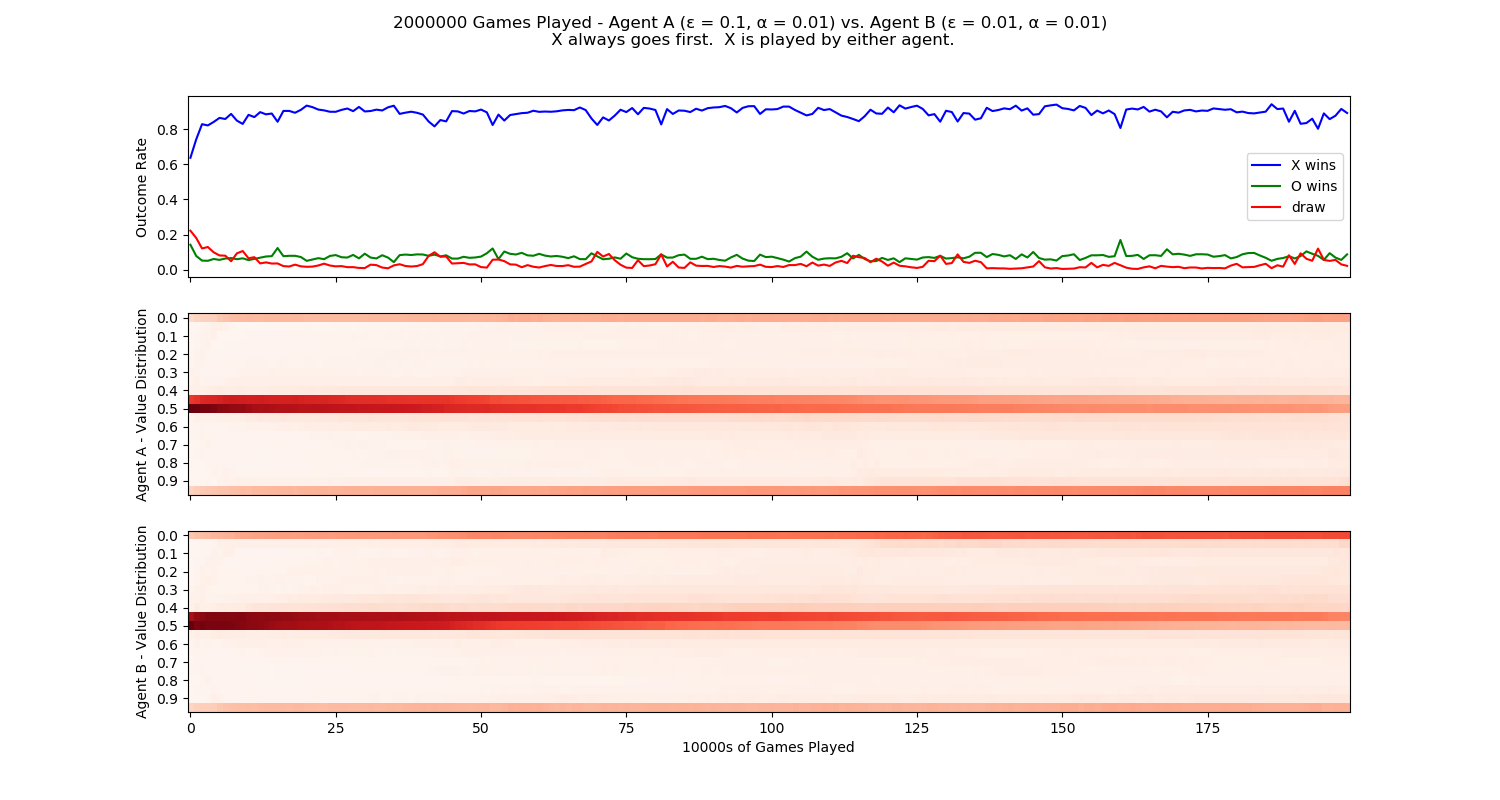 2000000 Games Played - Agent A (ε = 0.1, α = 0.01) vs. Agent B (ε = 0.01, α = 0.01)
X always goes first.  X is played by either agent.
Outcome Rate
0.8
0.6
0.4
0.2
0.0
X wins
O wins
draw
Agent A - Value Distribution
0.0
0.1
0.2
0.3
0.4
0.5
0.6
0.7
0.8
0.9
Agent B - Value Distribution
0.0
0.1
0.2
0.3
0.4
0.5
0.6
0.7
0.8
0.9
0 25 50 75 100 125 150 175
10000s of Games Played